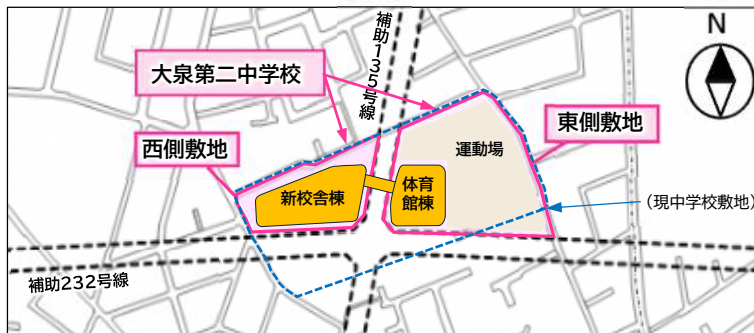 N
補助135号線
大泉第二中学校
西側敷地
東側敷地
運動場
新校舎棟
体育
館棟
(現中学校敷地)
補助232号線